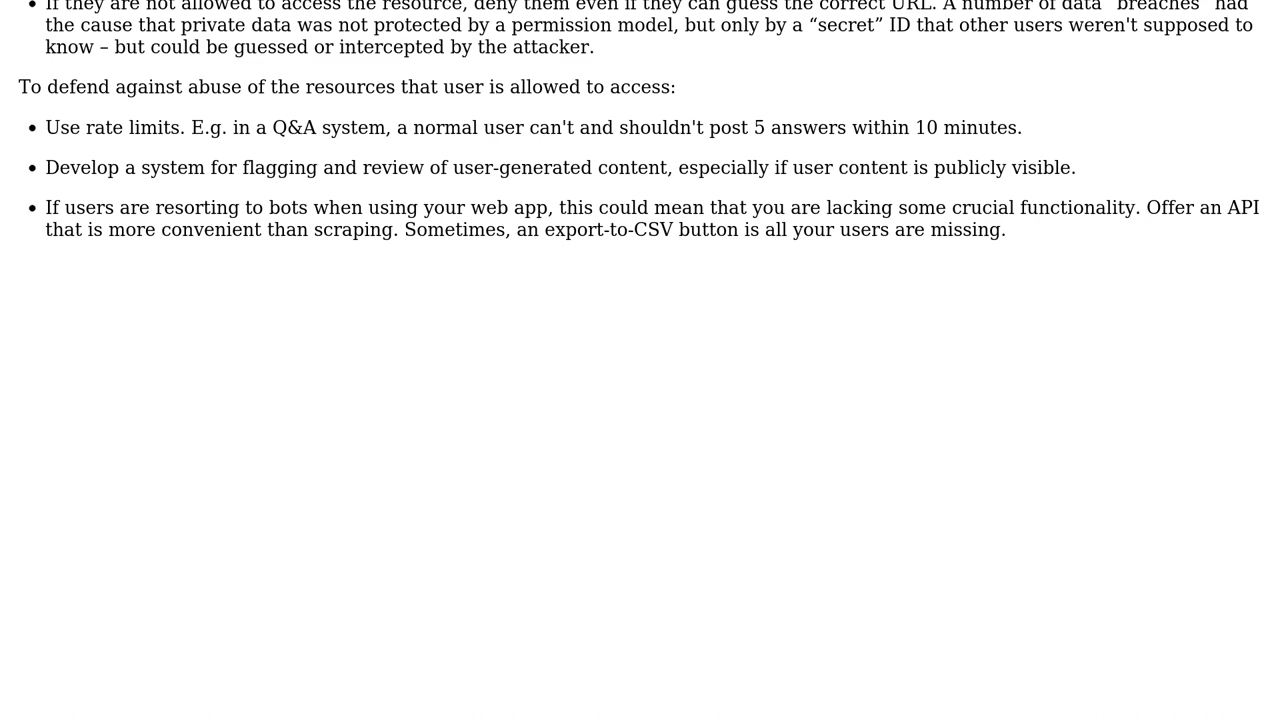 If they are not allowed to access the resource, deny them even if they can guess the correct URL. A number of data “breaches” had
the cause that private data was not protected by a permission model, but only by a “secret” ID that other users weren't supposed to
know – but could be guessed or intercepted by the attacker.
To defend against abuse of the resources that user is allowed to access:
Use rate limits. E.g. in a Q&A system, a normal user can't and shouldn't post 5 answers within 10 minutes.
Develop a system for flagging and review of user-generated content, especially if user content is publicly visible.
If users are resorting to bots when using your web app, this could mean that you are lacking some crucial functionality. Offer an API
that is more convenient than scraping. Sometimes, an export-to-CSV button is all your users are missing.